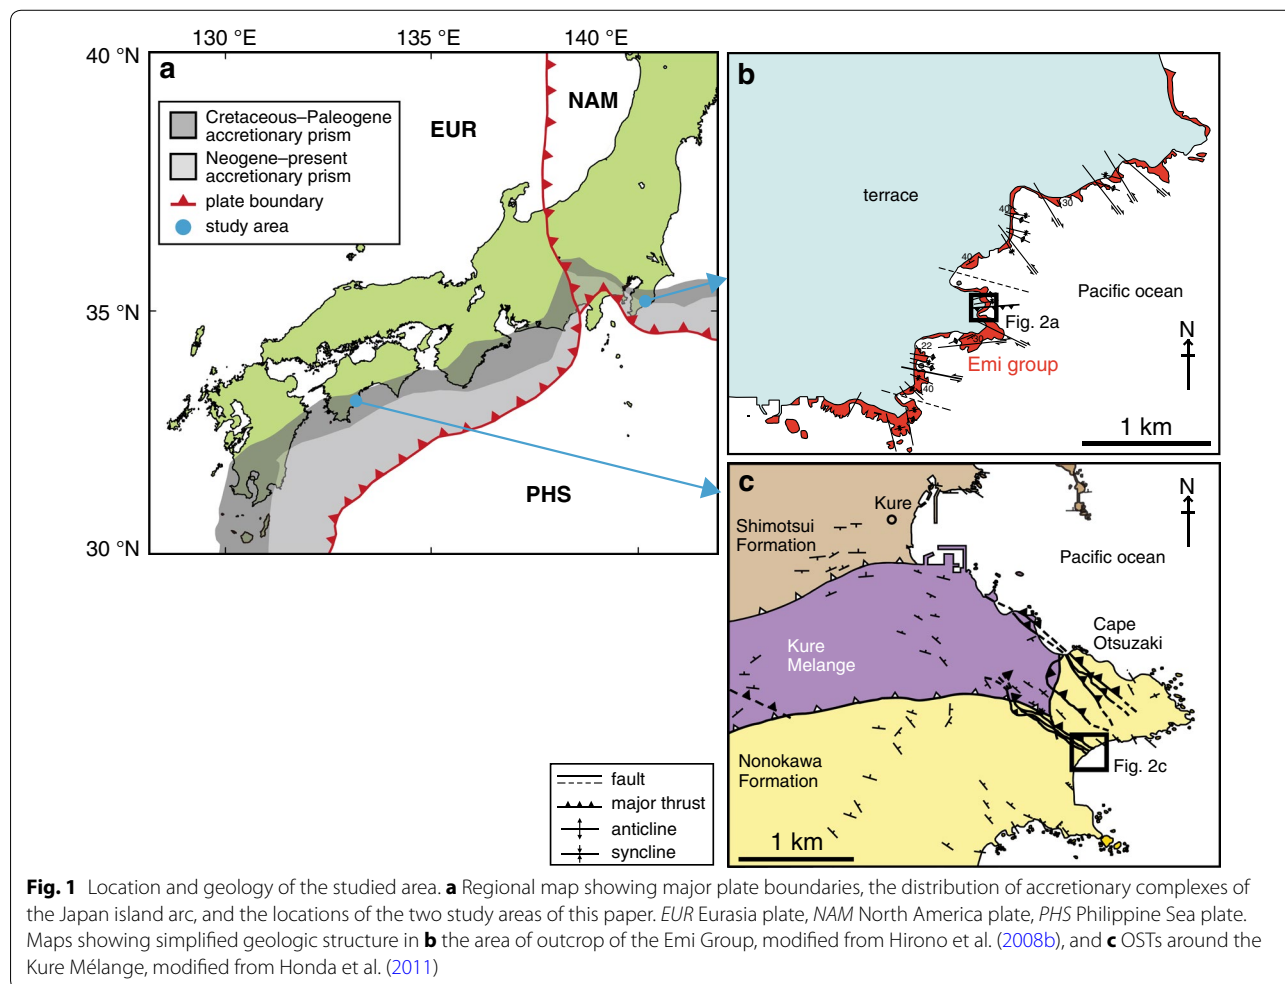 130 °E
135 °E
140 °E
40 °N
35 °N
30 °N
a
Cretaceous–Paleogene
accretionary prism
Neogene–present
accretionary prism
plate boundary
study area
EUR
NAM
PHS
b
terrace
Pacific ocean
Fig. 2a
Emi group
N
1 km
40
30
40
30
22
40
c
Kure
Shimotsui
Formation
N
Pacific ocean
Cape
Otsuzaki
Kure
Melange
Nonokawa
Formation
Fig. 2c
1 km
fault
major thrust
anticline
syncline
Fig. 1 Location and geology of the studied area. a Regional map showing major plate boundaries, the distribution of accretionary complexes of
the Japan island arc, and the locations of the two study areas of this paper. EUR Eurasia plate, NAM North America plate, PHS Philippine Sea plate.
Maps showing simplified geologic structure in b the area of outcrop of the Emi Group, modified from Hirono et al. (2008b), and c OSTs around the
Kure Mélange, modified from Honda et al. (2011)